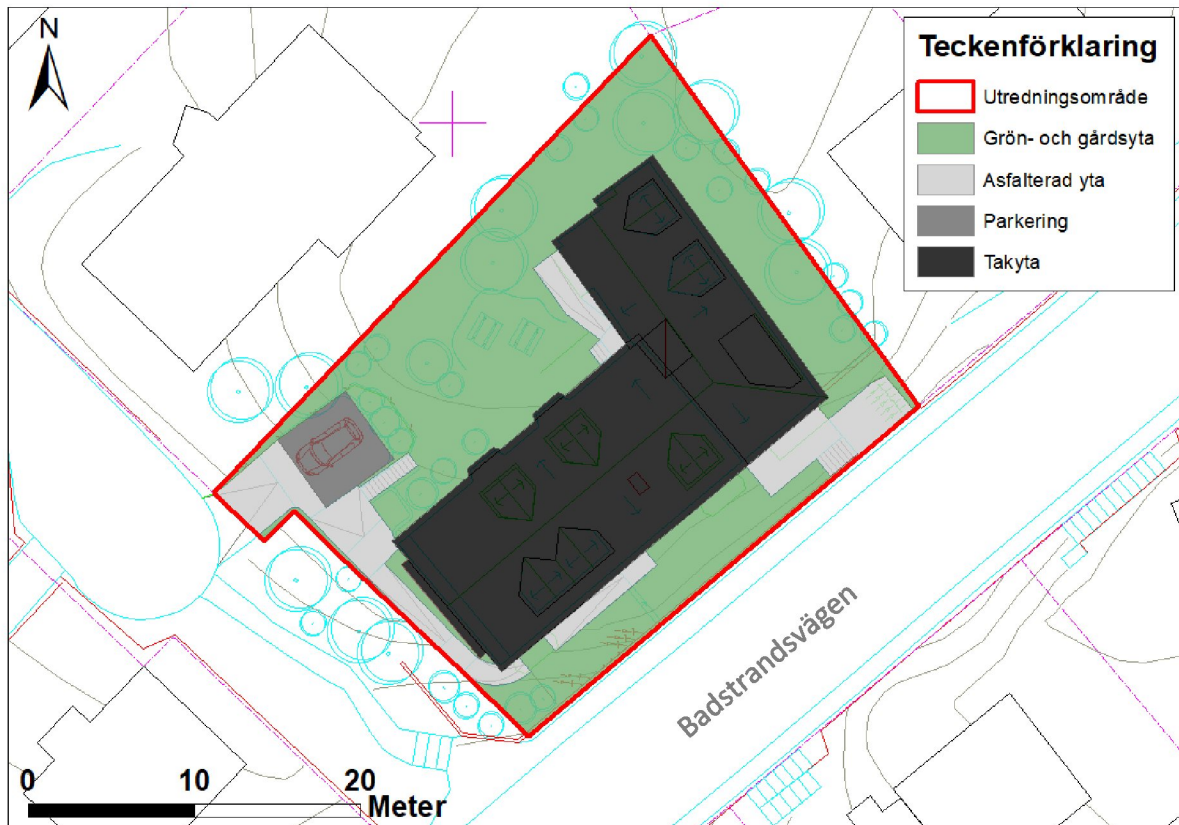 N
Teckenförklaring
Utredningsområde
Grön- och gårdsyta
Asfalterad yta
Parkering
Takyta
Badstrandsvägen
0 10 20
Meter